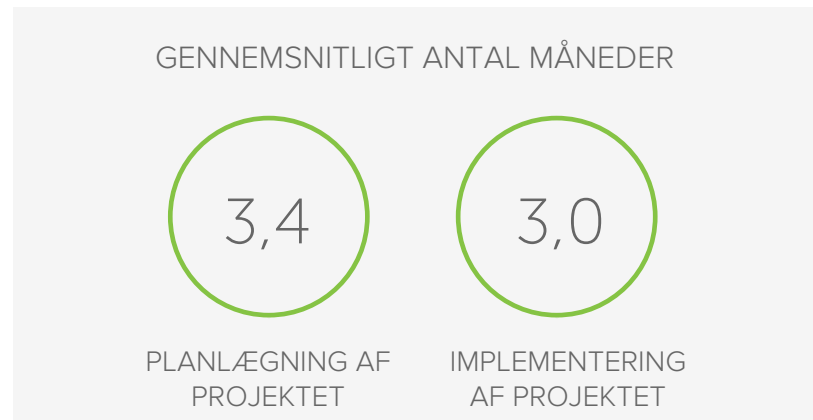 GENNEMSNITLIGT ANTAL MÅNEDER
3,4
3,0
PLANLÆGNING AF
PROJEKTET
IMPLEMENTERING
AF PROJEKTET